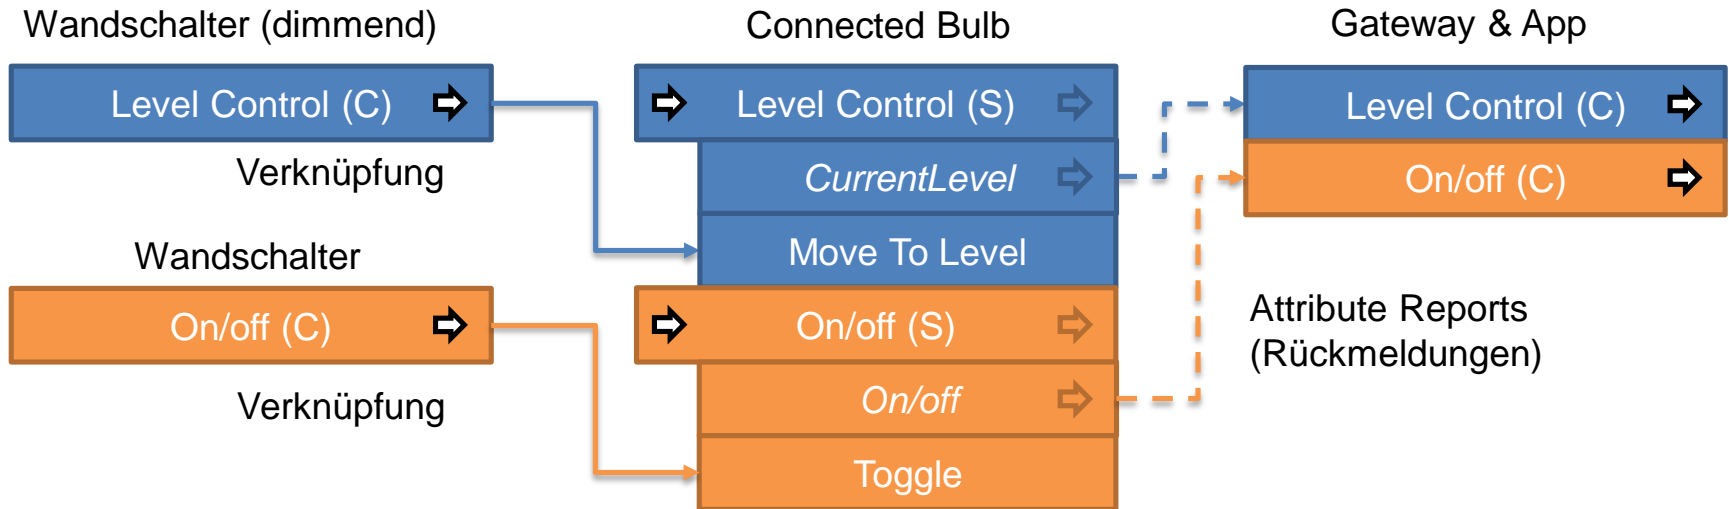 Wandschalter (dimmend)
Level Control (C)
Verknüpfung
Wandschalter
On/off (C)
Verknüpfung
Connected Bulb
Level Control (S)
CurrentLevel
Move To Level
On/off (S)
On/off
Toggle
Gateway & App
Level Control (C)
On/off (C)
Attribute Reports
(Rückmeldungen)